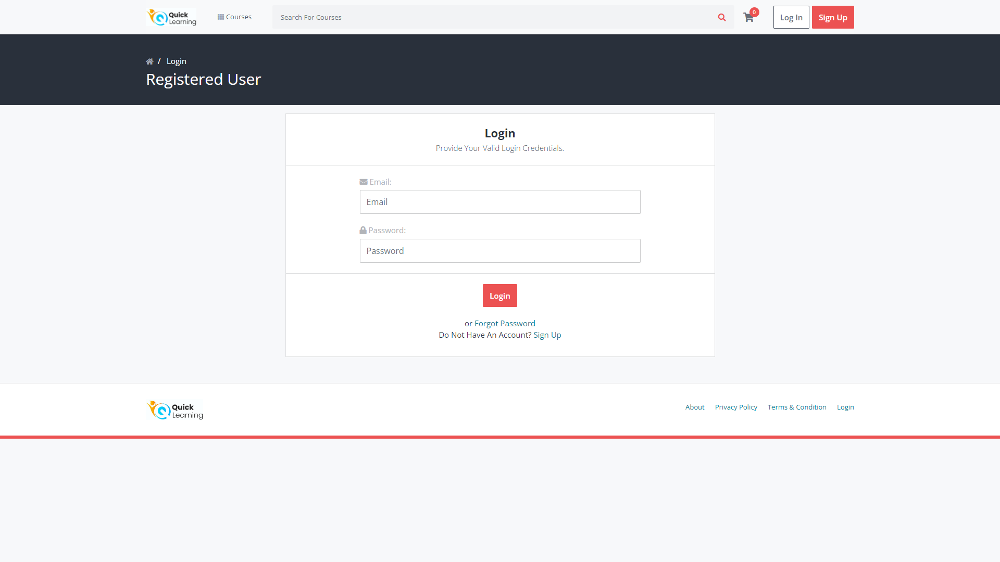 Quick
Learning
Courses
Search For Courses
0
Log In
Sign Up
/ Login
Registered User
Login
Provide Your Valid Login Credentials.
Email:
Email
Password:
Password
Login
or Forgot Password
Do Not Have An Account? Sign Up
Quick
Learning
About
Privacy Policy
Terms & Condition
Login